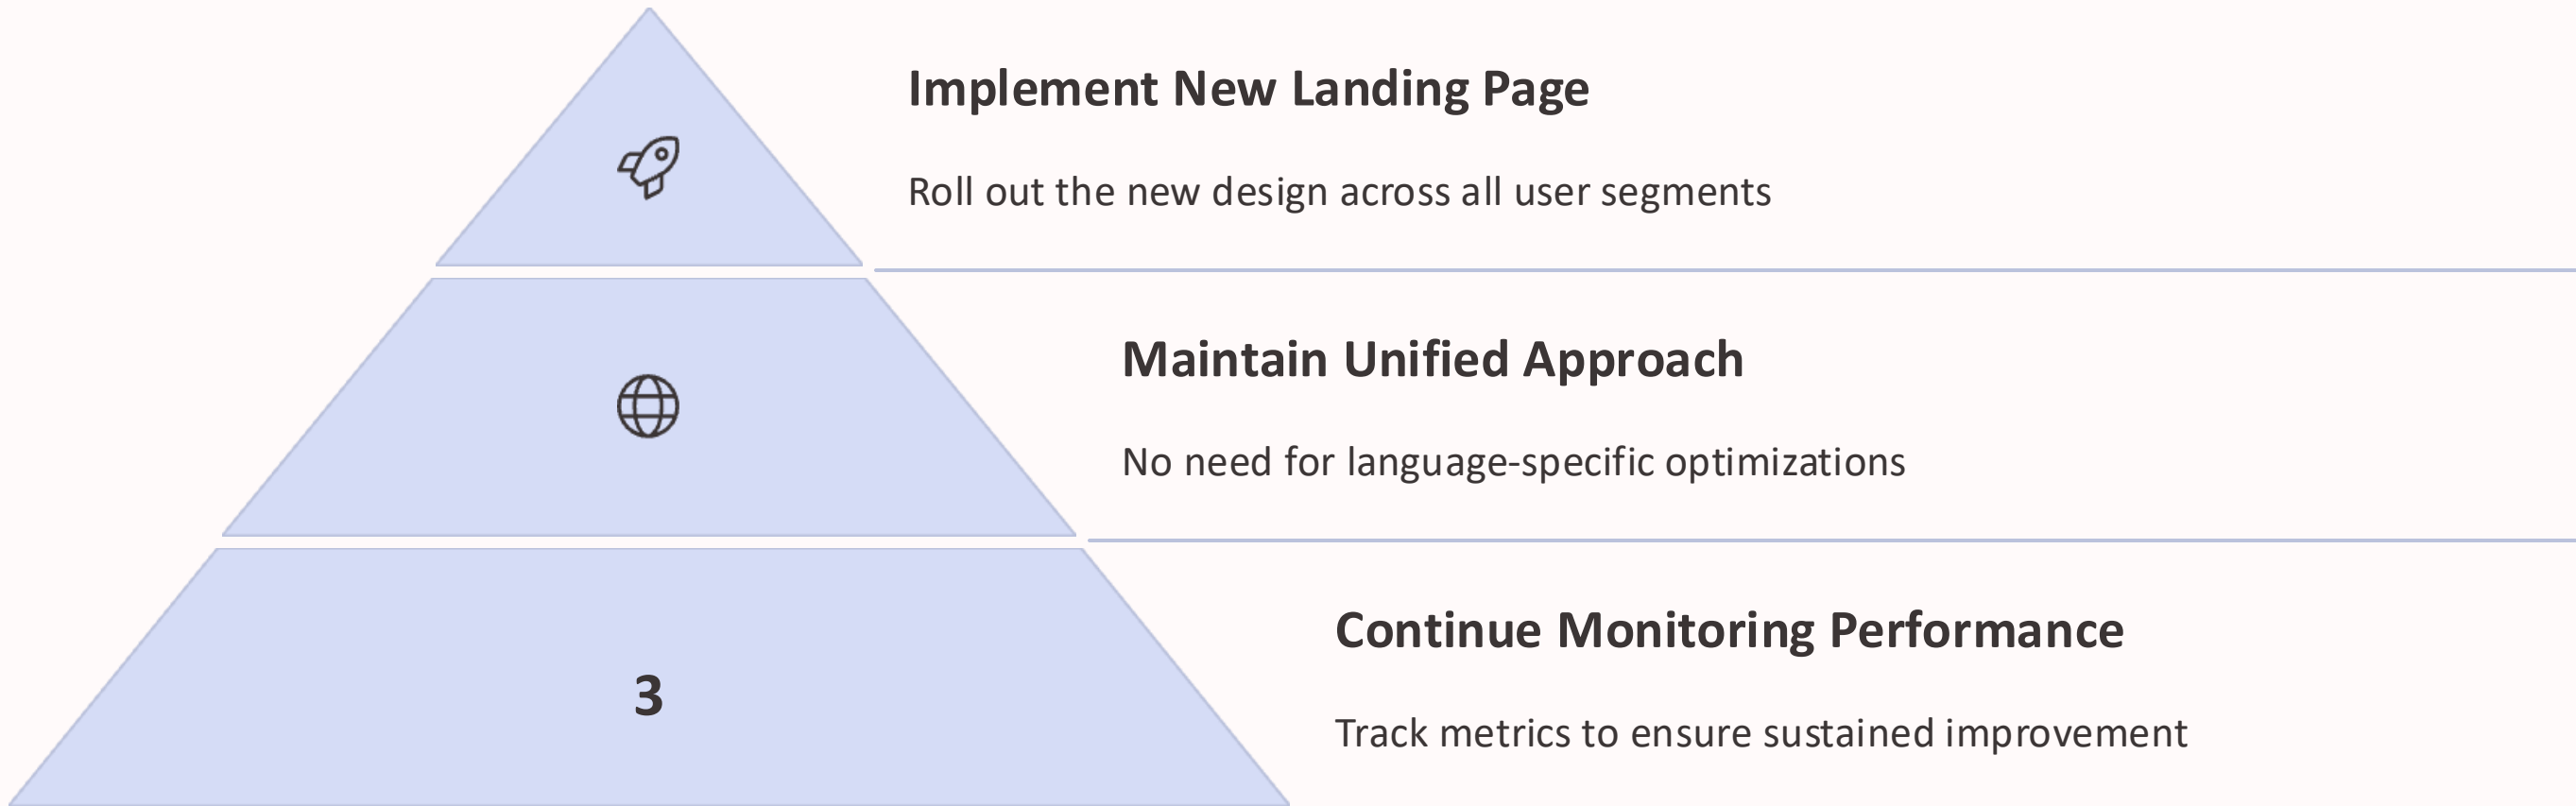 Implement New Landing Page
Roll out the new design across all user segments
Maintain Unified Approach
No need for language-specific optimizations
3
Continue Monitoring Performance
Track metrics to ensure sustained improvement